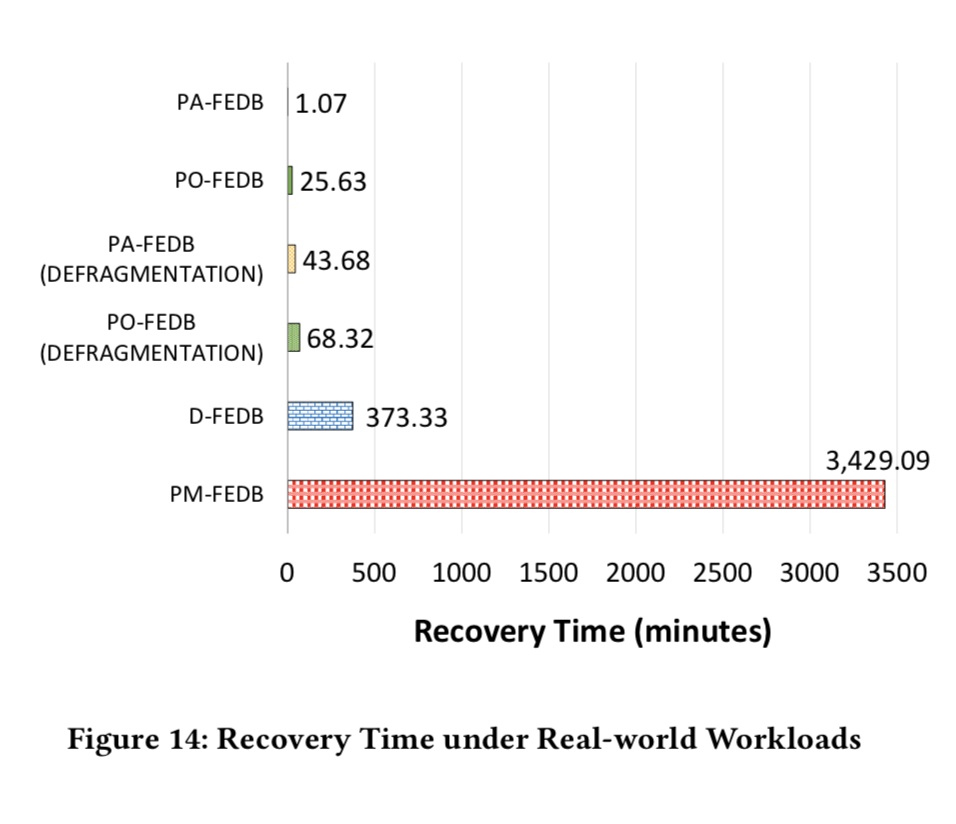 PA-FEDB
1.07
PO-FEDB
25.63
PA-FEDB
(DEFRAGMENTATION)
43.68
PO-FEDB
(DEFRAGMENTATION)
68.32
D-FEDB
373.33
3,429.09
PM-FEDB
0 500 1000 1500 2000 2500 3000 3500
Recovery Time (minutes)
Figure 14: Recovery Time under Real-world Workloads